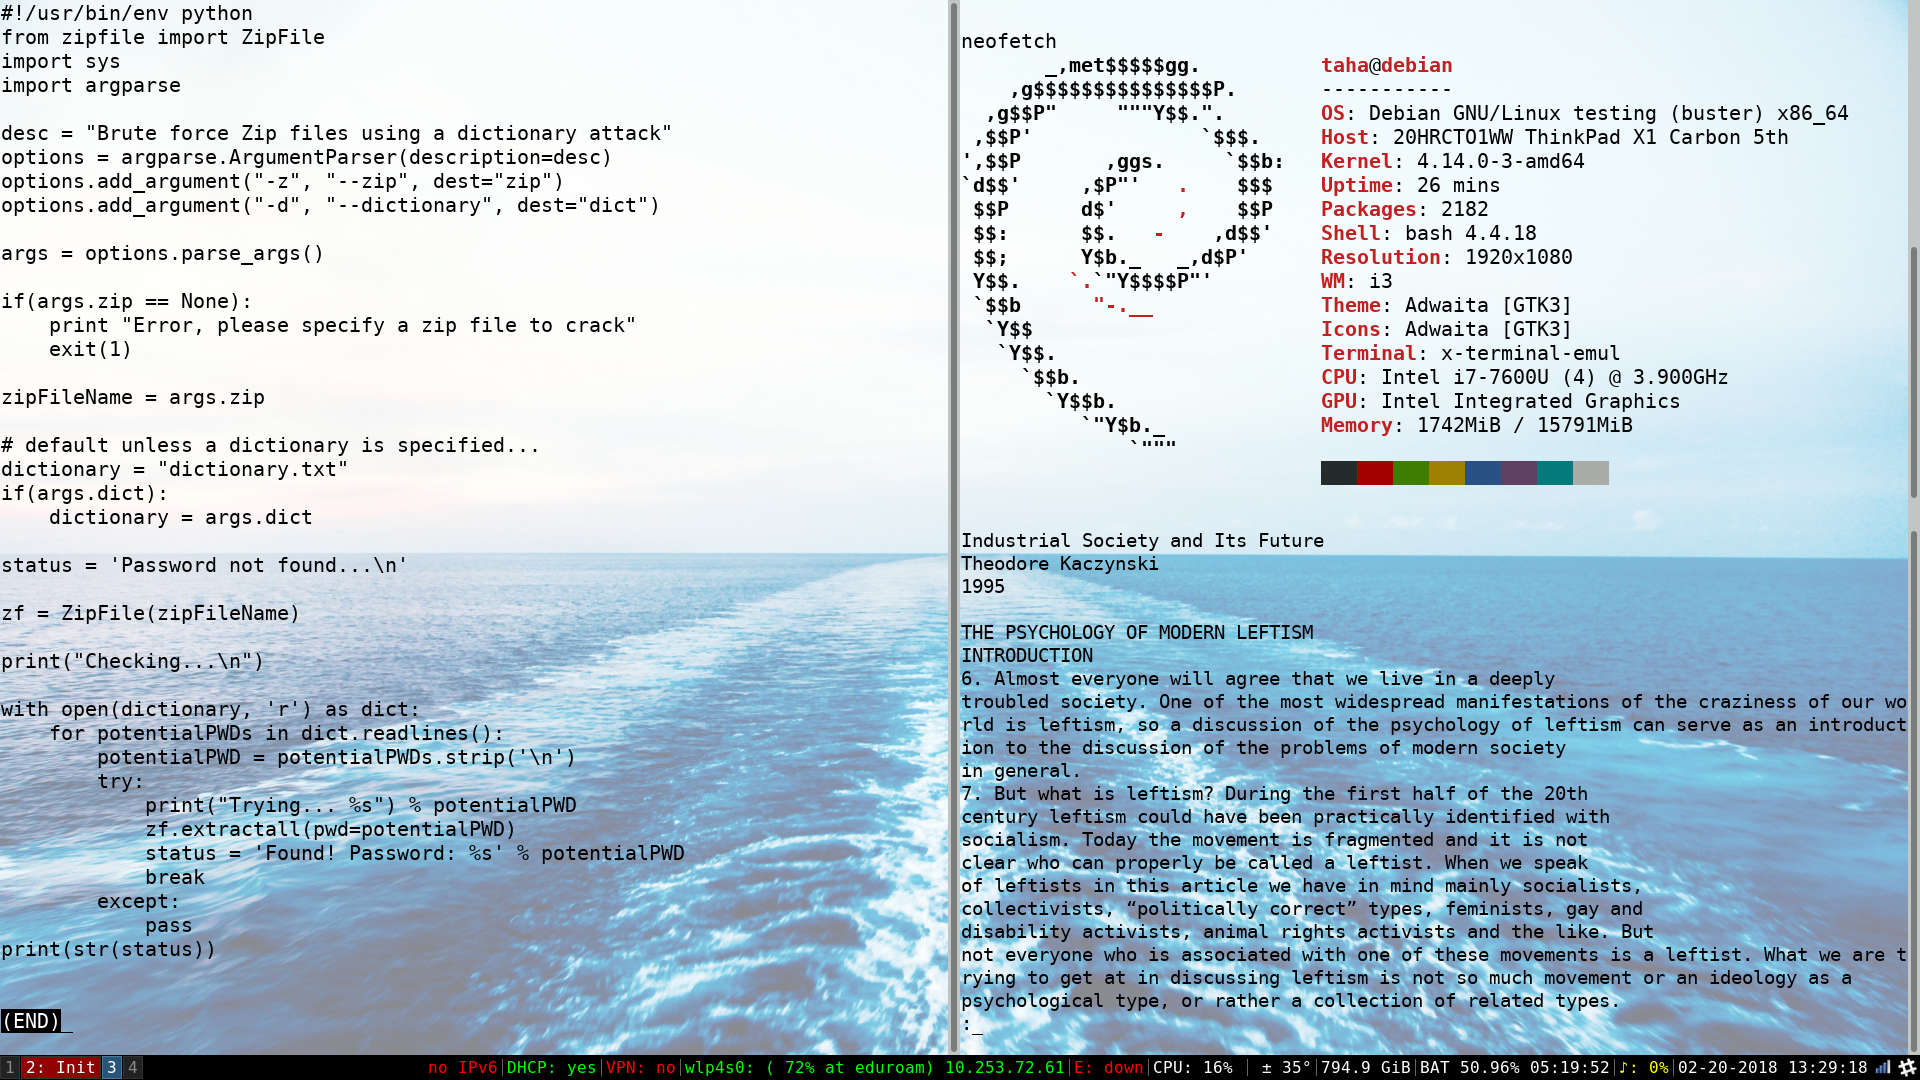 #!/usr/bin/env python
from zipfile import ZipFile
import sys
import argparse

desc = "Brute force Zip files using a dictionary attack"
options = argparse.ArgumentParser(description=desc)
options.add_argument("-z", "--zip", dest="zip")
options.add_argument("-d", "--dictionary", dest="dict")

args = options.parse_args()

if(args.zip == None):
    print "Error, please specify a zip file to crack"
    exit(1)

zipFileName = args.zip

# default unless a dictionary is specified...
dictionary = "dictionary.txt"
if(args.dict):
    dictionary = args.dict

status = 'Password not found...\n'

zf = ZipFile(zipFileName)

print("Checking...\n")

with open(dictionary, 'r') as dict:
    for potentialPWDs in dict.readlines():
        potentialPWD = potentialPWDs.strip('\n')
        try:
            print("Trying... %s") % potentialPWD
            zf.extractall(pwd=potentialPWD)
            status = 'Found! Password: %s' % potentialPWD
            break
        except:
            pass
print(str(status))

(END)
neofetch
       _,met$$$$$gg.
    ,g$$$$$$$$$$$$$$$P.
  ,g$$P"     """Y$$.".
 ,$$P'              `$$$.
',$$P       ,ggs.     `$$b:
`d$$'     ,$P"'   .    $$$
 $$P      d$'     ,    $$P
 $$:      $$.   -    ,d$$'
 $$;      Y$b._   _,d$P'
 Y$$.    `.`"Y$$$$P"'
 `$$b      "-.__
  `Y$$
   `Y$$.
     `$$b.
       `Y$$b.
          `"Y$b._
              `"""
taha@debian
-----------
OS: Debian GNU/Linux testing (buster) x86_64
Host: 20HRCTO1WW ThinkPad X1 Carbon 5th
Kernel: 4.14.0-3-amd64
Uptime: 26 mins
Packages: 2182
Shell: bash 4.4.18
Resolution: 1920x1080
WM: i3
Theme: Adwaita [GTK3]
Icons: Adwaita [GTK3]
Terminal: x-terminal-emul
CPU: Intel i7-7600U (4) @ 3.900GHz
GPU: Intel Integrated Graphics
Memory: 1742MiB / 15791MiB

Industrial Society and Its Future
Theodore Kaczynski
1995

THE PSYCHOLOGY OF MODERN LEFTISM
INTRODUCTION
6. Almost everyone will agree that we live in a deeply
troubled society. One of the most widespread manifestations of the craziness of our wo
rld is leftism, so a discussion of the psychology of leftism can serve as an introduct
ion to the discussion of the problems of modern society
in general.
7. But what is leftism? During the first half of the 20th
century leftism could have been practically identified with
socialism. Today the movement is fragmented and it is not
clear who can properly be called a leftist. When we speak
of leftists in this article we have in mind mainly socialists,
collectivists, “politically correct” types, feminists, gay and
disability activists, animal rights activists and the like. But
not everyone who is associated with one of these movements is a leftist. What we are t
rying to get at in discussing leftism is not so much movement or an ideology as a
psychological type, or rather a collection of related types.
:_
1 2: Init 3 4
no IPv6|DHCP: yes|VPN: no|wlp4s0: ( 72% at eduroam) 10.253.72.61|E: down|CPU: 16% | ± 35°|794.9 GiB|BAT 50.96% 05:19:52|♪: 0%|02-20-2018 13:29:18